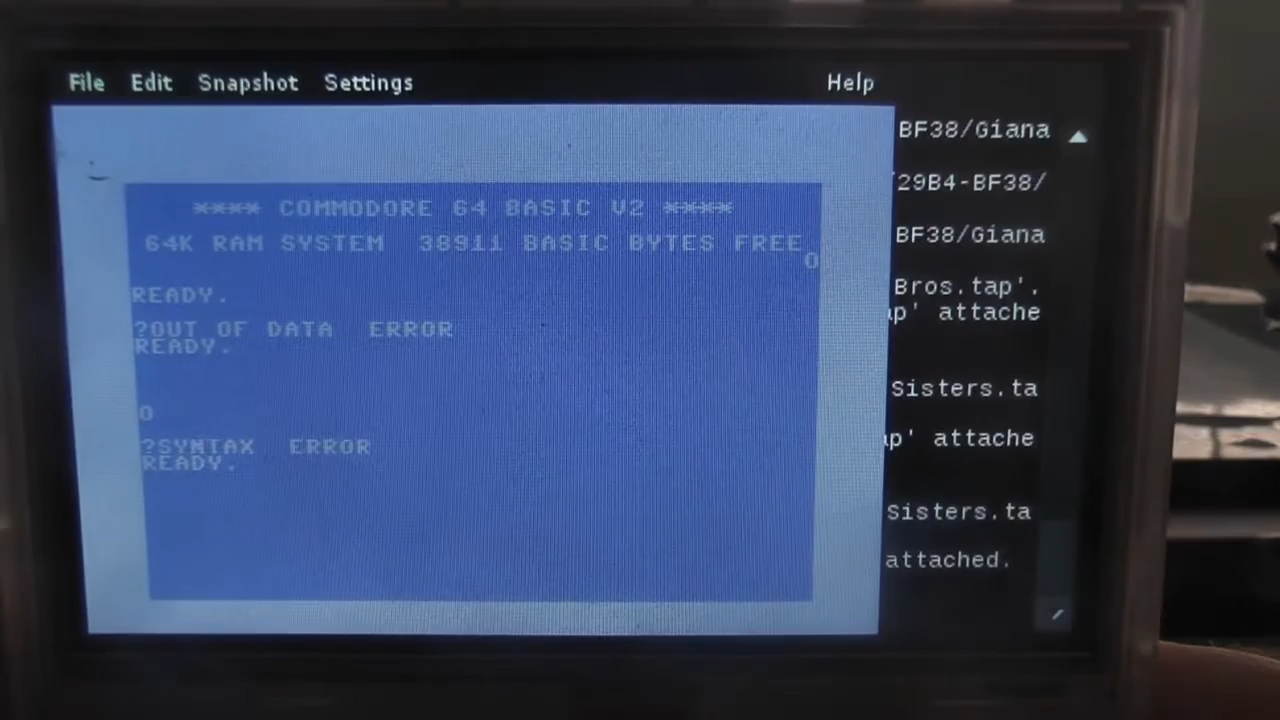 File Edit Snapshot Settings Help
**** COMMODORE 64 BASIC V2 ****
64K RAM SYSTEM 38911 BASIC BYTES FREE
O
READY.
?OUT OF DATA ERROR
READY.
O
?SYNTAX ERROR
READY.
BF38/Giana
29B4-BF38/
BF38/Giana
Bros.tap'.
ap' attache
Sisters.ta
ap' attache
Sisters.ta
attached.